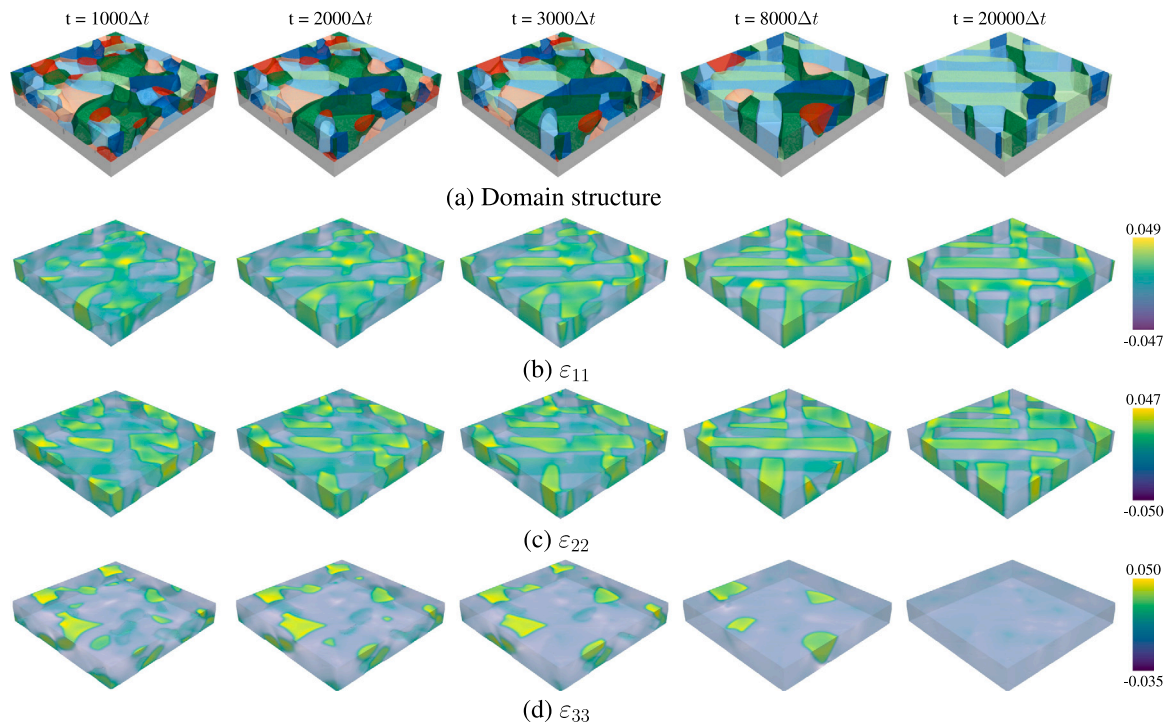 t = 1000Δt t = 2000Δt t = 3000Δt t = 8000Δt t = 20000Δt
(a) Domain structure
0.049
-0.047
(b) ε₁₁
0.047
-0.050
(c) ε₂₂
0.050
-0.035
(d) ε₃₃